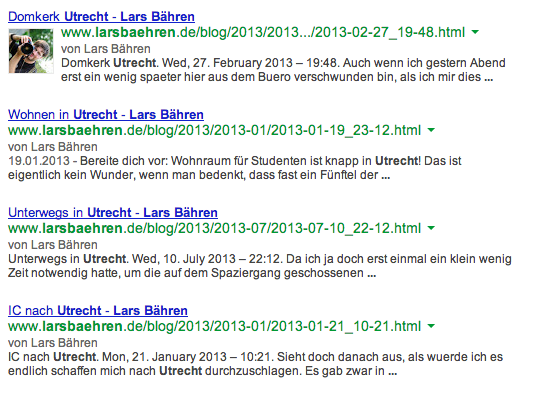 Domkerk Utrecht - Lars Bähren
www.larsbaehren.de/blog/2013/2013.../2013-02-27_19-48.html
von Lars Bähren
Domkerk Utrecht. Wed, 27. February 2013 – 19:48. Auch wenn ich gestern Abend
erst ein wenig spaeter hier aus dem Buero verschwunden bin, als ich mir dies ...
Wohnen in Utrecht - Lars Bähren
www.larsbaehren.de/blog/2013/2013-01/2013-01-19_23-12.html
von Lars Bähren
19.01.2013 - Bereite dich vor: Wohnraum für Studenten ist knapp in Utrecht! Das ist
eigentlich kein Wunder, wenn man bedenkt, dass fast ein Fünftel der ...
Unterwegs in Utrecht - Lars Bähren
www.larsbaehren.de/blog/2013/2013-07/2013-07-10_22-12.html
von Lars Bähren
Unterwegs in Utrecht. Wed, 10. July 2013 – 22:12. Da ich ja doch erst einmal ein klein wenig
Zeit notwendig hatte, um die auf dem Spaziergang geschossenen ...
IC nach Utrecht - Lars Bähren
www.larsbaehren.de/blog/2013/2013-01/2013-01-21_10-21.html
von Lars Bähren
IC nach Utrecht. Mon, 21. January 2013 – 10:21. Sieht doch danach aus, als wuerde ich es
endlich schaffen mich nach Utrecht durchzuschlagen. Es gab zwar in ...